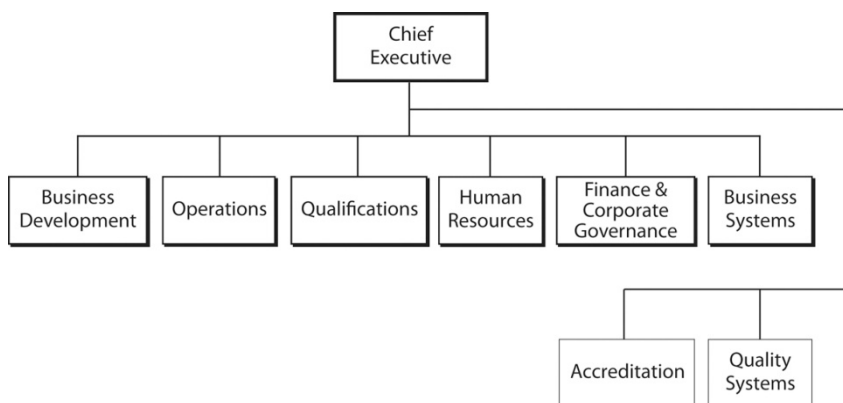 Chief
Executive
Business
Development
Operations
Qualifications
Human
Resources
Finance &
Corporate
Governance
Business
Systems
Accreditation
Quality
Systems